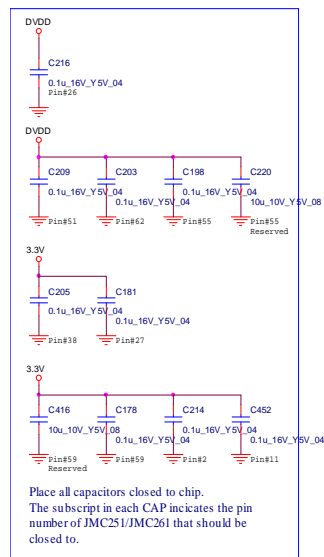 DVDD
C216
0.1u_16V_Y5V_04
Pin#26
DVDD
C209 C203 C198 C220
0.1u_16V_Y5V_04 0.1u_16V_Y5V_04 0.1u_16V_Y5V_04 10u_10V_Y5V_08
Pin#51 Pin#62 Pin#55 Pin#55
Reserved
3.3V
C205 C181
0.1u_16V_Y5V_04 0.1u_16V_Y5V_04
Pin#38 Pin#27
3.3V
C416 C178 C214 C452
10u_10V_Y5V_08 0.1u_16V_Y5V_04 0.1u_16V_Y5V_04 0.1u_16V_Y5V_04
Pin#59 Pin#59 Pin#2 Pin#11
Reserved
Place all capacitors closed to chip.
The subscript in each CAP incicates the pin
number of JMC251/JMC261 that should be
closed to.